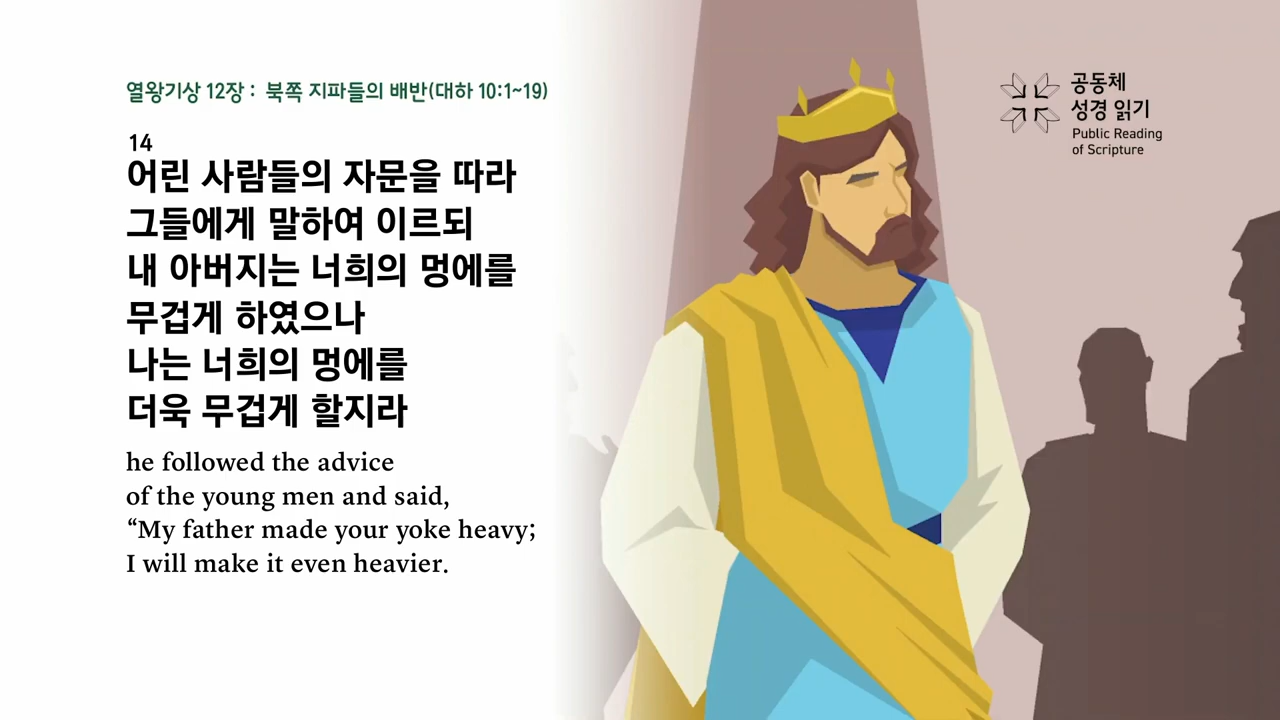 열왕기상 12장 : 북쪽 지파들의 배반(대하 10:1~19)
14
어린 사람들의 자문을 따라
그들에게 말하여 이르되
내 아버지는 너희의 멍에를
무겁게 하였으나
나는 너희의 멍에를
더욱 무겁게 할지라
he followed the advice
of the young men and said,
“My father made your yoke heavy;
I will make it even heavier.
공동체
성경 읽기
Public Reading
of Scripture